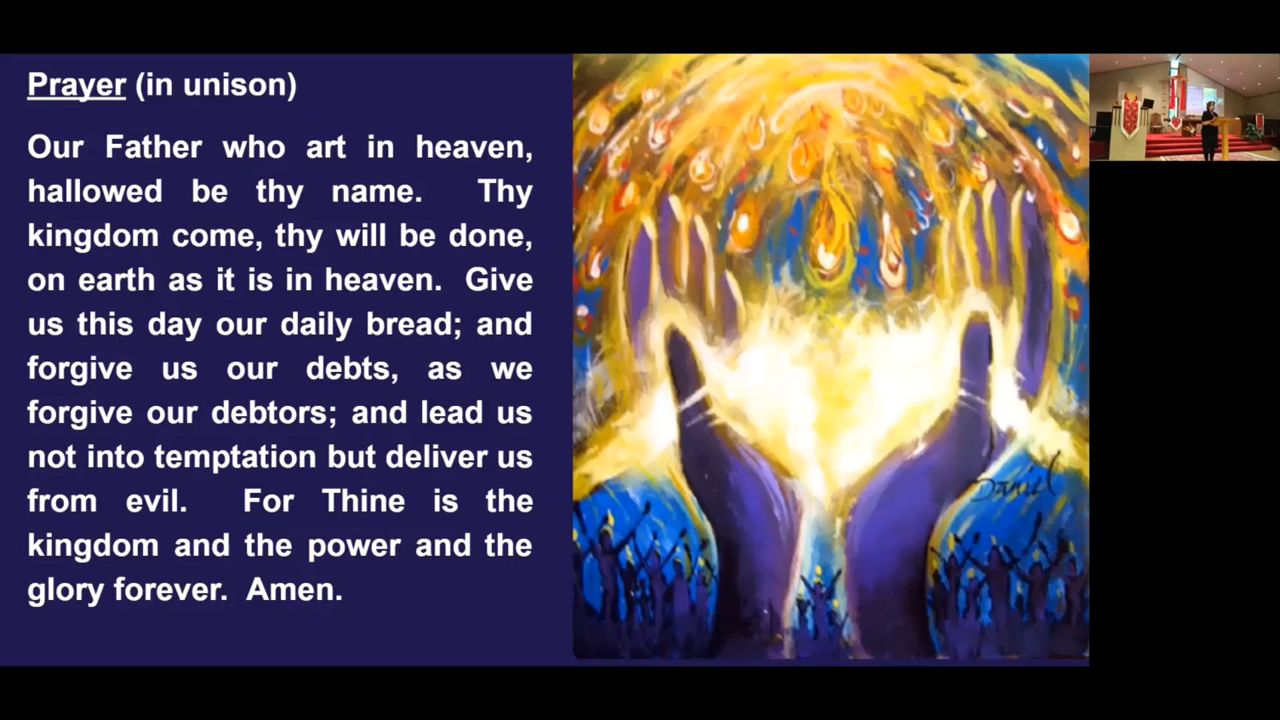 Prayer (in unison)
Our Father who art in heaven,
hallowed be thy name. Thy
kingdom come, thy will be done,
on earth as it is in heaven. Give
us this day our daily bread; and
forgive us our debts, as we
forgive our debtors; and lead us
not into temptation but deliver us
from evil. For Thine is the
kingdom and the power and the
glory forever. Amen.
Daniel